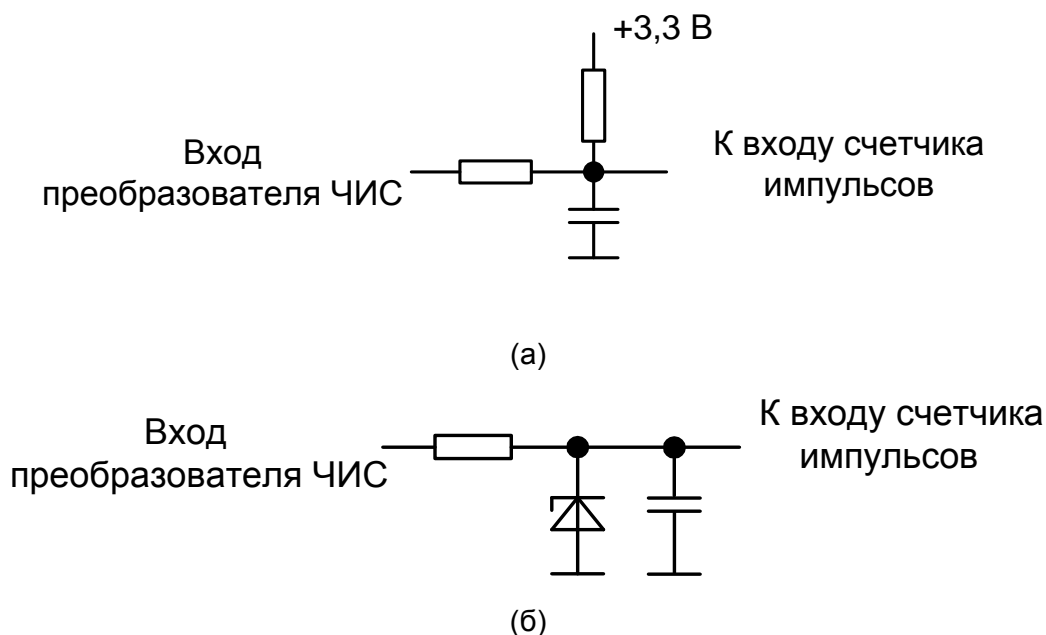 +3,3 В
Вход
преобразователя ЧИС
К входу счетчика
импульсов
(а)
Вход
преобразователя ЧИС
К входу счетчика
импульсов
(б)